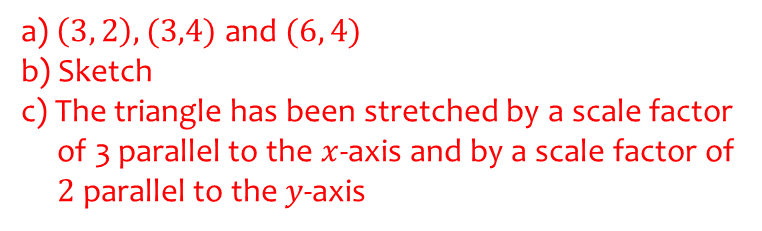 a) (3, 2), (3,4) and (6, 4)
b) Sketch
c) The triangle has been stretched by a scale factor
of 3 parallel to the x-axis and by a scale factor of
2 parallel to the y-axis